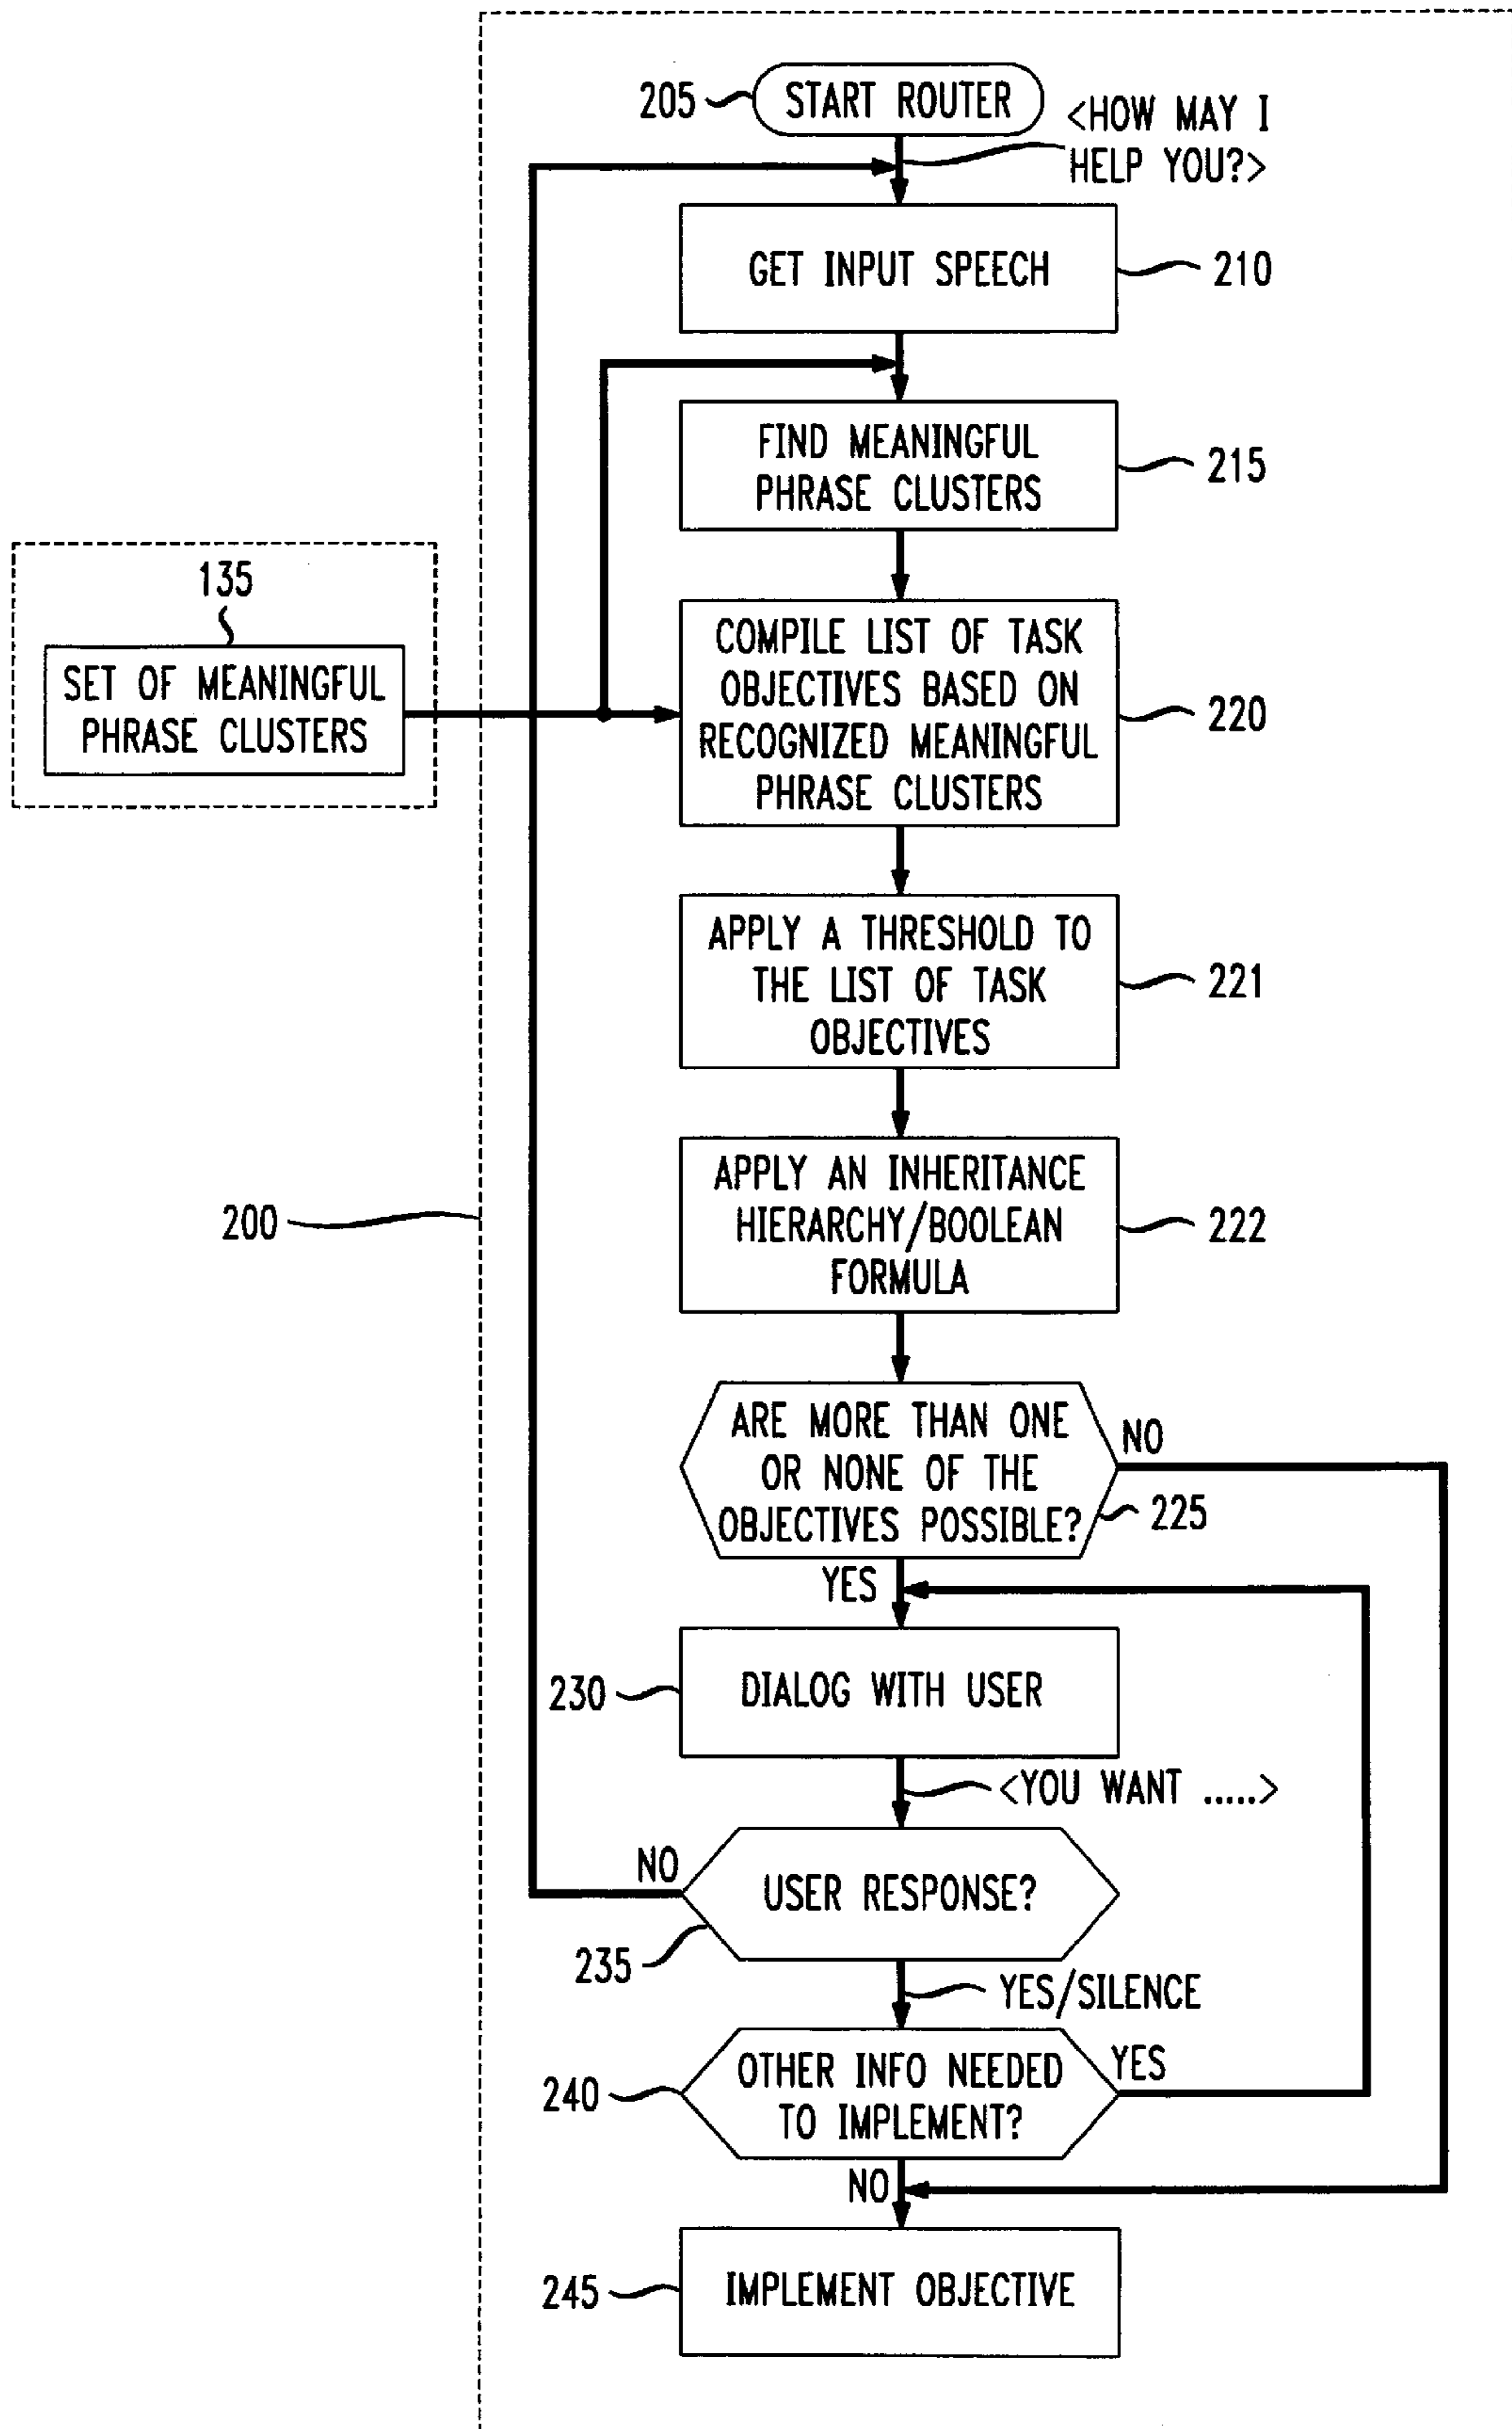 205
START ROUTER
<HOW MAY I
HELP YOU?>
GET INPUT SPEECH
210
FIND MEANINGFUL
PHRASE CLUSTERS
215
135
SET OF MEANINGFUL
PHRASE CLUSTERS
COMPILE LIST OF TASK
OBJECTIVES BASED ON
RECOGNIZED MEANINGFUL
PHRASE CLUSTERS
220
APPLY A THRESHOLD TO
THE LIST OF TASK
OBJECTIVES
221
200
APPLY AN INHERITANCE
HIERARCHY/BOOLEAN
FORMULA
222
ARE MORE THAN ONE
OR NONE OF THE
OBJECTIVES POSSIBLE?
NO
225
YES
230
DIALOG WITH USER
<YOU WANT .....>
NO
USER RESPONSE?
235
YES/SILENCE
240
OTHER INFO NEEDED
TO IMPLEMENT?
YES
NO
245
IMPLEMENT OBJECTIVE